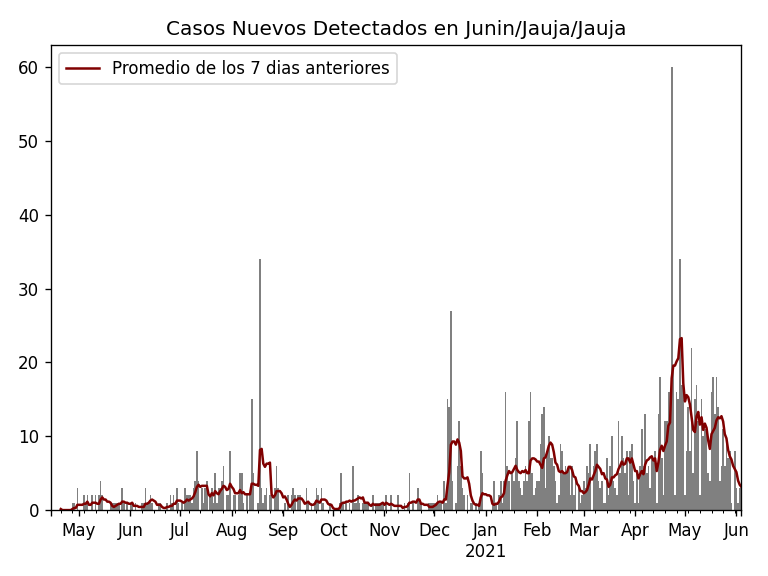 Casos Nuevos Detectados en Junin/Jauja/Jauja
Promedio de los 7 dias anteriores
60
50
40
30
20
10
0
May Jun Jul Aug Sep Oct Nov Dec Jan Feb Mar Apr May Jun
2021